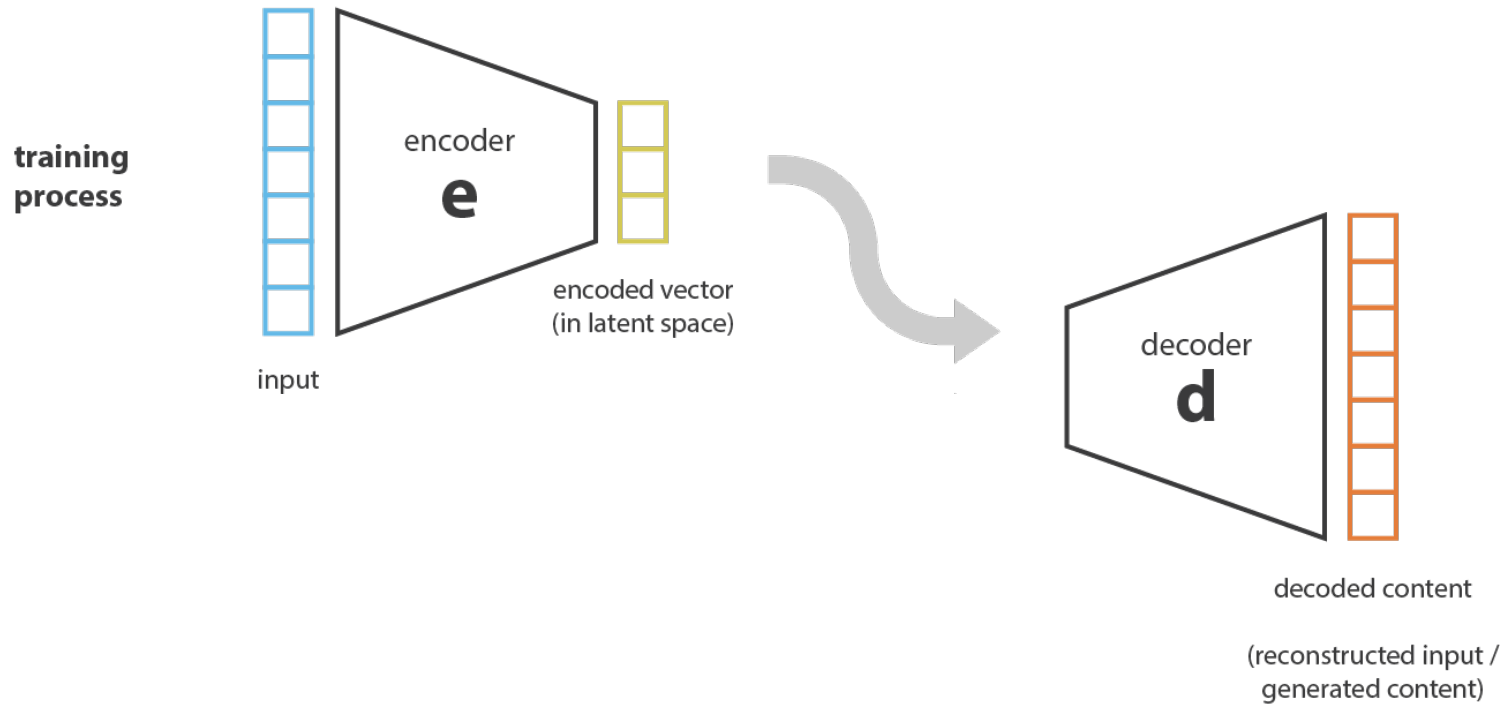 training
process
encoder
e
input
encoded vector
(in latent space)
decoder
d
decoded content
(reconstructed input /
generated content)